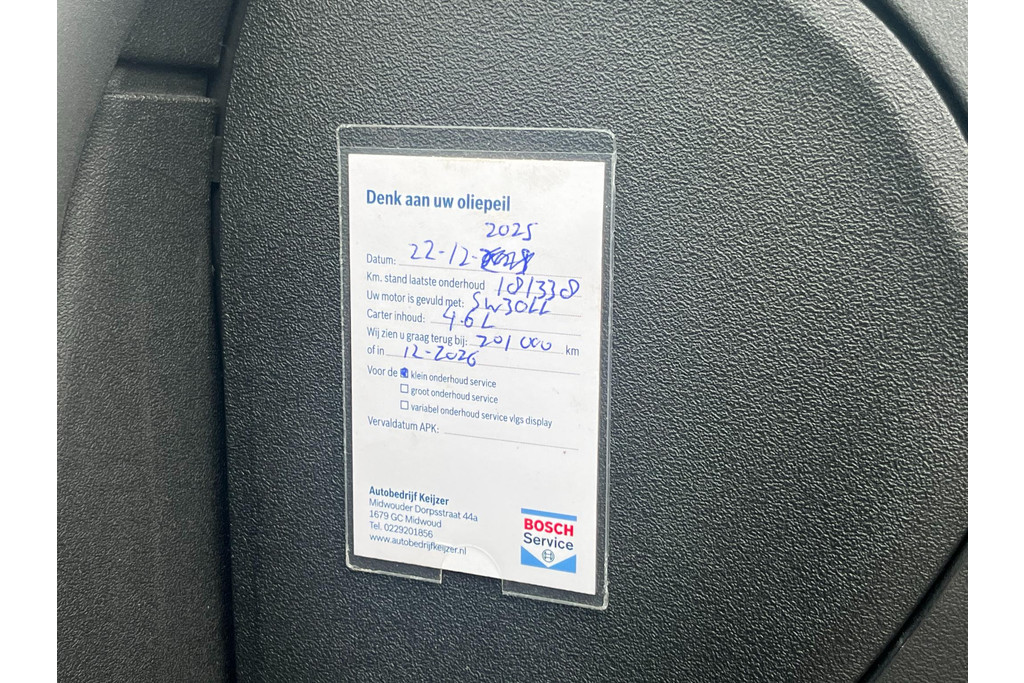 Denk aan uw oliepeil
2025
Datum: 22-12-
Km. stand laatste onderhoud 181338
Uw motor is gevuld met: 5W30LL
Carter inhoud: 4.6L
Wij zien u graag terug bij: 201 000 km
of in 12-2026
Voor de klein onderhoud service
groot onderhoud service
variabel onderhoud service vlgs display
Vervaldatum APK:
Autobedrijf Keijzer
Midwouder Dorpsstraat 44a
1679 GC Midwoud
Tel. 0229201856
www.autobedrijfkeijzer.nl
BOSCH
Service